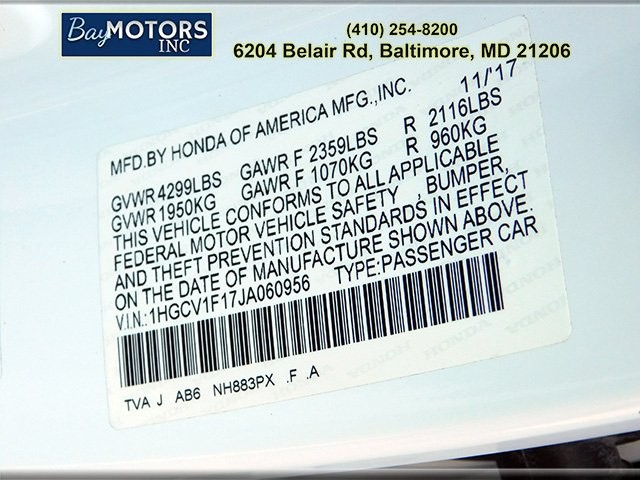 BayMOTORS
INC
(410) 254-8200
6204 Belair Rd, Baltimore, MD 21206
11/'17
MFD.BY HONDA OF AMERICA MFG.,INC.
GVWR 4299LBS GAWR F 2359LBS R 2116LBS
GVWR 1950KG GAWR F 1070KG R 960KG
THIS VEHICLE CONFORMS TO ALL APPLICABLE
FEDERAL MOTOR VEHICLE SAFETY , BUMPER,
AND THEFT PREVENTION STANDARDS IN EFFECT
ON THE DATE OF MANUFACTURE SHOWN ABOVE.
V.I.N.:1HGCV1F17JA060956 TYPE:PASSENGER CAR
TVA J AB6 NH883PX .F .A